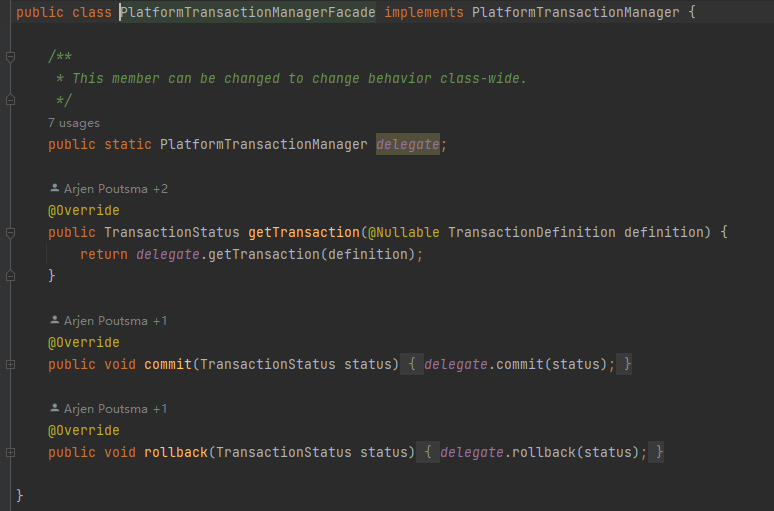 public class PlatformTransactionManagerFacade implements PlatformTransactionManager {
/**
* This member can be changed to change behavior class-wide.
*/
7 usages
public static PlatformTransactionManager delegate;
Arjen Poutsma +2
@Override
public TransactionStatus getTransaction(@Nullable TransactionDefinition definition) {
return delegate.getTransaction(definition);
}
Arjen Poutsma +1
@Override
public void commit(TransactionStatus status) { delegate.commit(status); }
Arjen Poutsma +1
@Override
public void rollback(TransactionStatus status) { delegate.rollback(status); }
}